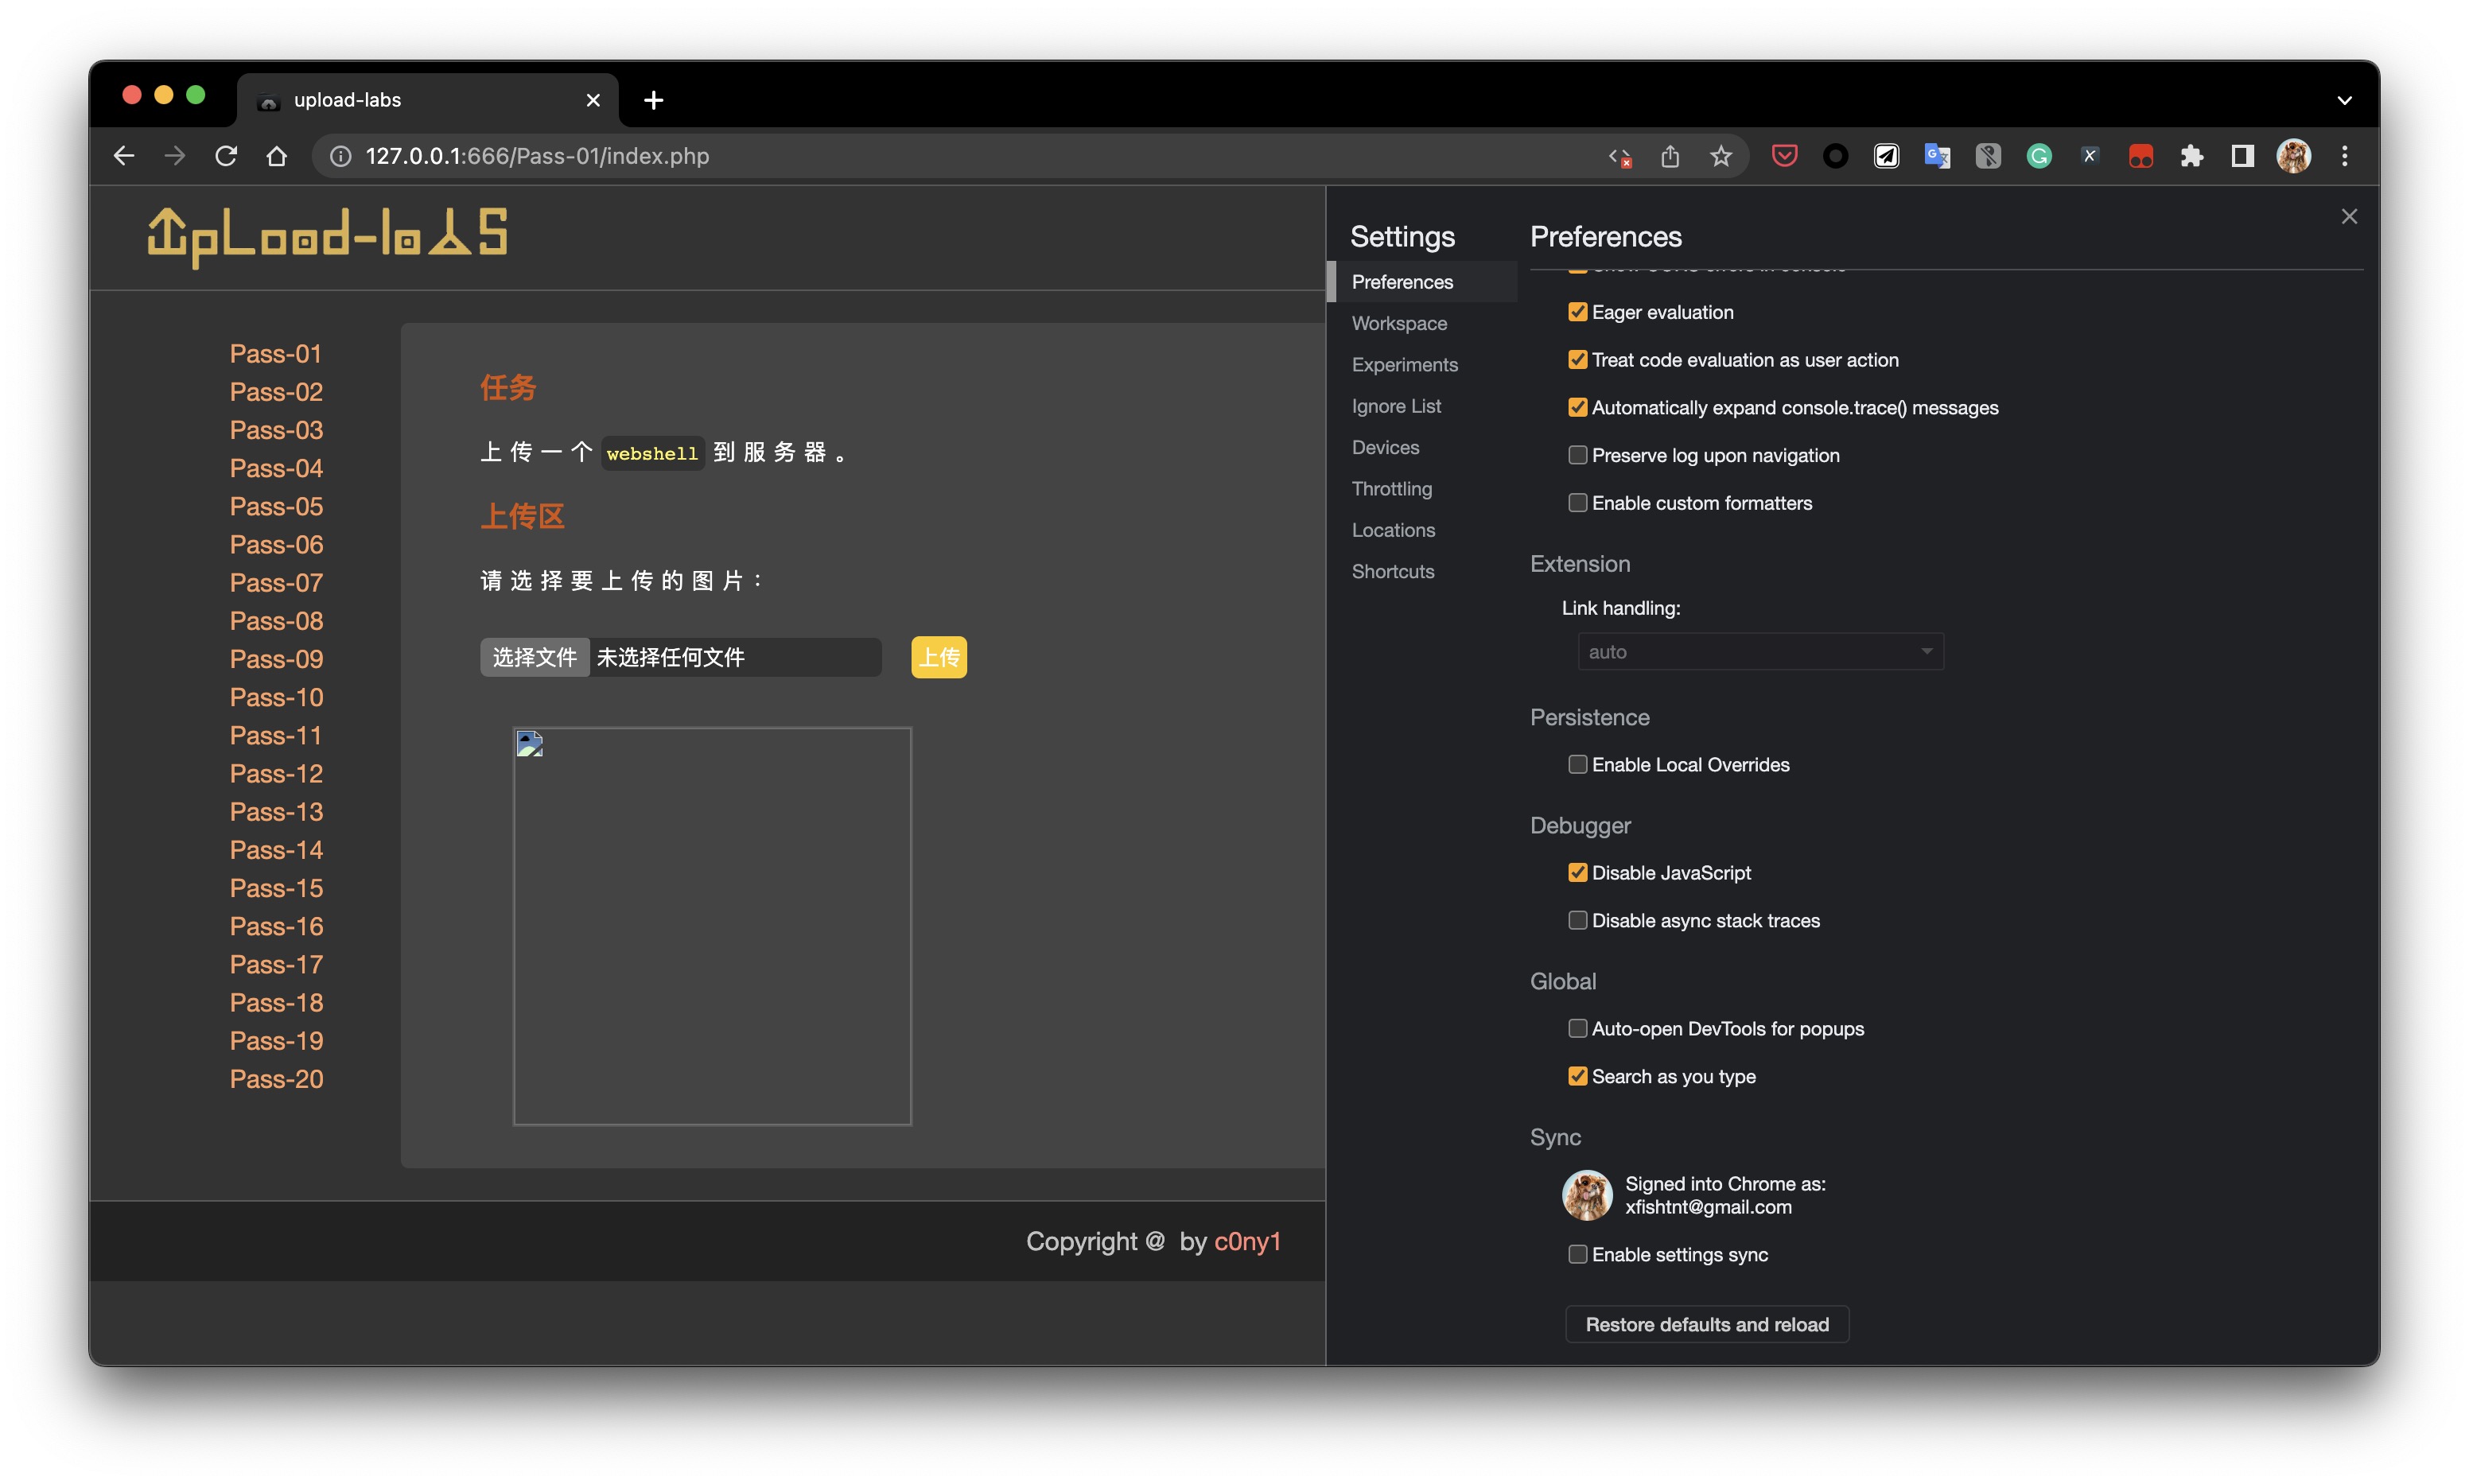 upload-labs
127.0.0.1:666/Pass-01/index.php
UpLoad-labs
Pass-01
Pass-02
Pass-03
Pass-04
Pass-05
Pass-06
Pass-07
Pass-08
Pass-09
Pass-10
Pass-11
Pass-12
Pass-13
Pass-14
Pass-15
Pass-16
Pass-17
Pass-18
Pass-19
Pass-20
任务
上传一个 webshell 到服务器。
上传区
请选择要上传的图片：
选择文件 未选择任何文件 上传
Copyright @ by c0ny1
Settings
Preferences
Workspace
Experiments
Ignore List
Devices
Throttling
Locations
Shortcuts
Preferences
Show CORS errors in console
Eager evaluation
Treat code evaluation as user action
Automatically expand console.trace() messages
Preserve log upon navigation
Enable custom formatters
Extension
Link handling:
auto
Persistence
Enable Local Overrides
Debugger
Disable JavaScript
Disable async stack traces
Global
Auto-open DevTools for popups
Search as you type
Sync
Signed into Chrome as:
xfishtnt@gmail.com
Enable settings sync
Restore defaults and reload